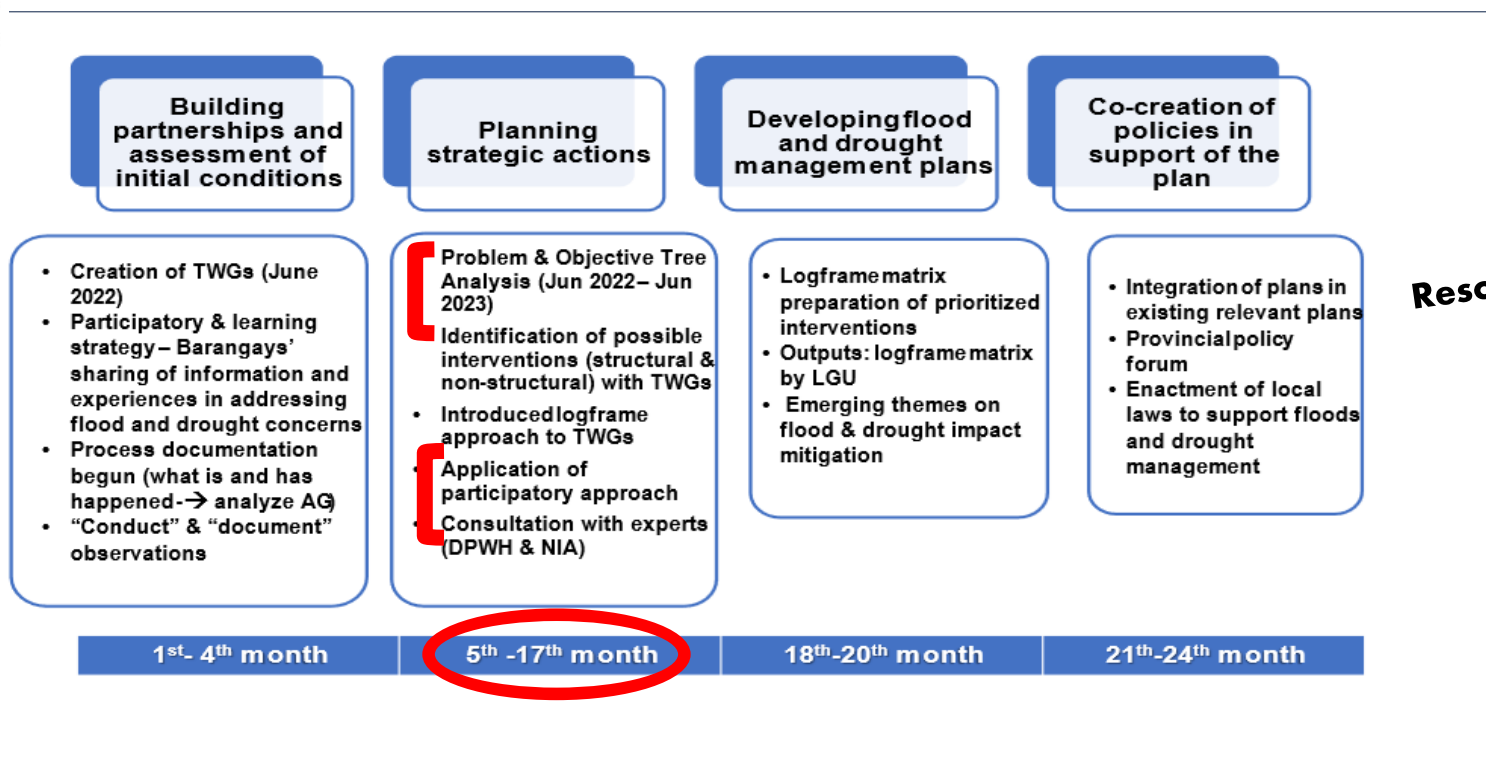 Building
partnerships and
assessment of
initial conditions
Planning
strategic actions
Developing flood
and drought
management plans
Co-creation of
policies in
support of the
plan
• Creation of TWGs (June
2022)
• Participatory & learning
strategy – Barangays'
sharing of information and
experiences in addressing
flood and drought concerns
• Process documentation
begun (what is and has
happened-→ analyze AG)
• “Conduct” & “document”
observations
Problem & Objective Tree
Analysis (Jun 2022 – Jun
2023)
Identification of possible
interventions (structural &
non-structural) with TWGs
• Introduced logframe
approach to TWGs
• Application of
participatory approach
• Consultation with experts
(DPWH & NIA)
• Logframe matrix
preparation of prioritized
interventions
• Outputs: logframe matrix
by LGU
• Emerging themes on
flood & drought impact
mitigation
• Integration of plans in
existing relevant plans
• Provincial policy
forum
• Enactment of local
laws to support floods
and drought
management
1st- 4th month
5th -17th month
18th-20th month
21th-24th month